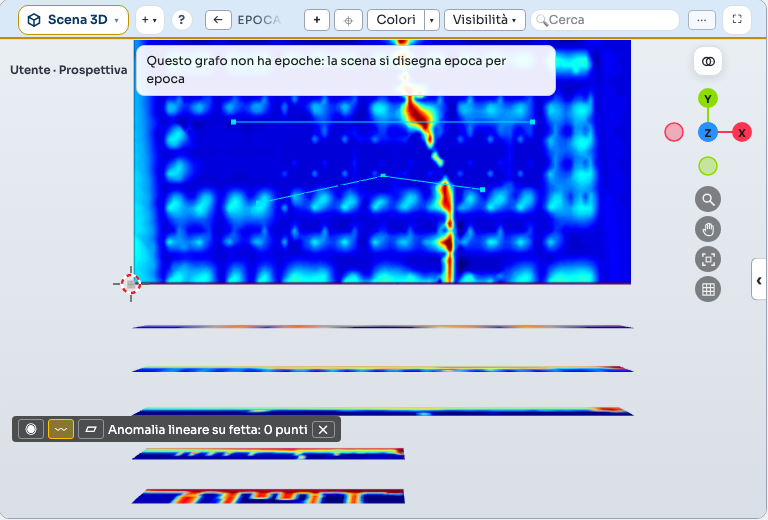 Scena 3D
+
?
← EPOCA
+
Colori
Visibilità
Cerca
...
Questo grafo non ha epoche: la scena si disegna epoca per
epoca
Utente · Prospettiva
Y
Z
X
Anomalia lineare su fetta: 0 punti